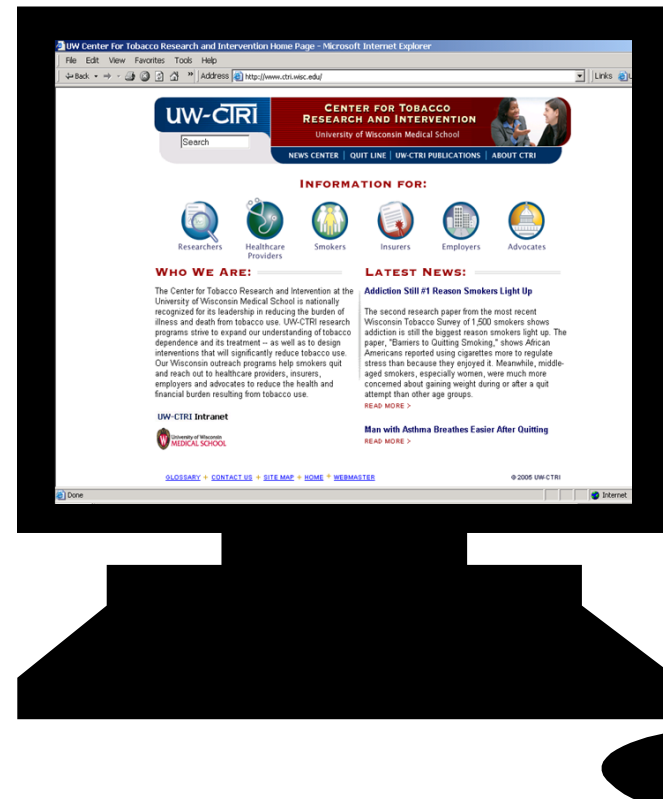 UW Center For Tobacco Research and Intervention Home Page - Microsoft Internet Explorer
File Edit View Favorites Tools Help
Back Address http://www.ctri.wisc.edu/ Links
UW-CTRI
CENTER FOR TOBACCO
RESEARCH AND INTERVENTION
University of Wisconsin Medical School
Search
NEWS CENTER | QUIT LINE | UW-CTRI PUBLICATIONS | ABOUT CTRI
INFORMATION FOR:
Researchers
Healthcare
Providers
Smokers
Insurers
Employers
Advocates
WHO WE ARE:
The Center for Tobacco Research and Intervention at the
University of Wisconsin Medical School is nationally
recognized for its leadership in reducing the burden of
illness and death from tobacco use. UW-CTRI research
programs strive to expand our understanding of tobacco
dependence and its treatment -- as well as to design
interventions that will significantly reduce tobacco use.
Our Wisconsin outreach programs help smokers quit
and reach out to healthcare providers, insurers,
employers and advocates to reduce the health and
financial burden resulting from tobacco use.
UW-CTRI Intranet
University of Wisconsin
MEDICAL SCHOOL
LATEST NEWS:
Addiction Still #1 Reason Smokers Light Up
The second research paper from the most recent
Wisconsin Tobacco Survey of 1,500 smokers shows
addiction is still the biggest reason smokers light up. The
paper, "Barriers to Quitting Smoking," shows African
Americans reported using cigarettes more to regulate
stress than because they enjoyed it. Meanwhile, middle-
aged smokers, especially women, were much more
concerned about gaining weight during or after a quit
attempt than other age groups.
READ MORE >
Man with Asthma Breathes Easier After Quitting
READ MORE >
GLOSSARY + CONTACT US + SITE MAP + HOME + WEBMASTER
© 2005 UW-CTRI
Done Internet